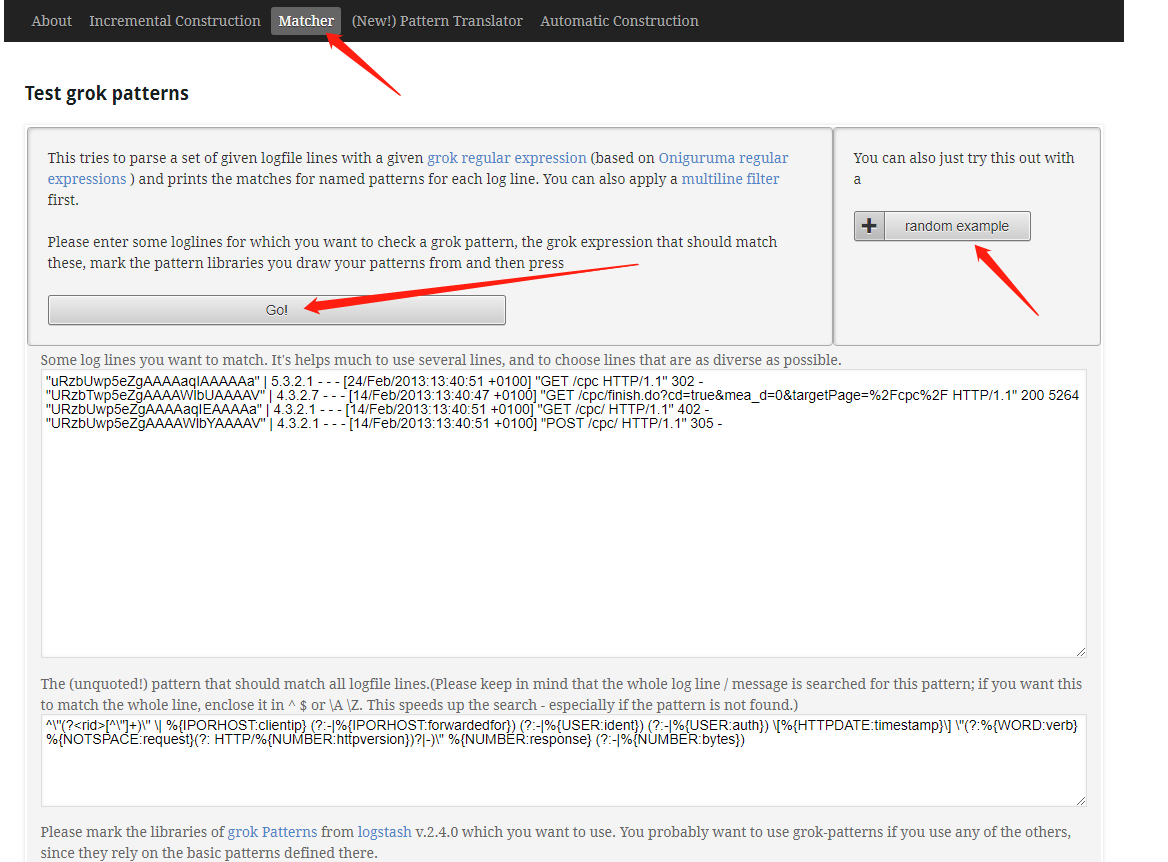 About Incremental Construction Matcher (New!) Pattern Translator Automatic Construction
Test grok patterns
This tries to parse a set of given logfile lines with a given grok regular expression (based on Oniguruma regular
expressions ) and prints the matches for named patterns for each log line. You can also apply a multiline filter
first.
Please enter some loglines for which you want to check a grok pattern, the grok expression that should match
these, mark the pattern libraries you draw your patterns from and then press
Go!
You can also just try this out with
a
random example
Some log lines you want to match. It's helps much to use several lines, and to choose lines that are as diverse as possible.
"uRzbUwp5eZgAAAAaqIAAAAAa" | 5.3.2.1 - - - [24/Feb/2013:13:40:51 +0100] "GET /cpc HTTP/1.1" 302 -
"URzbTwp5eZgAAAAWlbUAAAAV" | 4.3.2.7 - - - [14/Feb/2013:13:40:47 +0100] "GET /cpc/finish.do?cd=true&mea_d=0&targetPage=%2Fcpc%2F HTTP/1.1" 200 5264
"URzbUwp5eZgAAAAaqIEAAAAa" | 4.3.2.1 - - - [14/Feb/2013:13:40:51 +0100] "GET /cpc/ HTTP/1.1" 402 -
"URzbUwp5eZgAAAAWlbYAAAAV" | 4.3.2.1 - - - [14/Feb/2013:13:40:51 +0100] "POST /cpc/ HTTP/1.1" 305 -
The (unquoted!) pattern that should match all logfile lines.(Please keep in mind that the whole log line / message is searched for this pattern; if you want this
to match the whole line, enclose it in ^ $ or \A \Z. This speeds up the search - especially if the pattern is not found.)
^\"(?<rid>[^\"]+)\" \| %{IPORHOST:clientip} (?:-|%{IPORHOST:forwardedfor}) (?:-|%{USER:ident}) (?:-|%{USER:auth}) \[%{HTTPDATE:timestamp}\] \"(?:%{WORD:verb}
%{NOTSPACE:request}(?: HTTP/%{NUMBER:httpversion})?|-)\" %{NUMBER:response} (?:-|%{NUMBER:bytes})
Please mark the libraries of grok Patterns from logstash v.2.4.0 which you want to use. You probably want to use grok-patterns if you use any of the others,
since they rely on the basic patterns defined there.